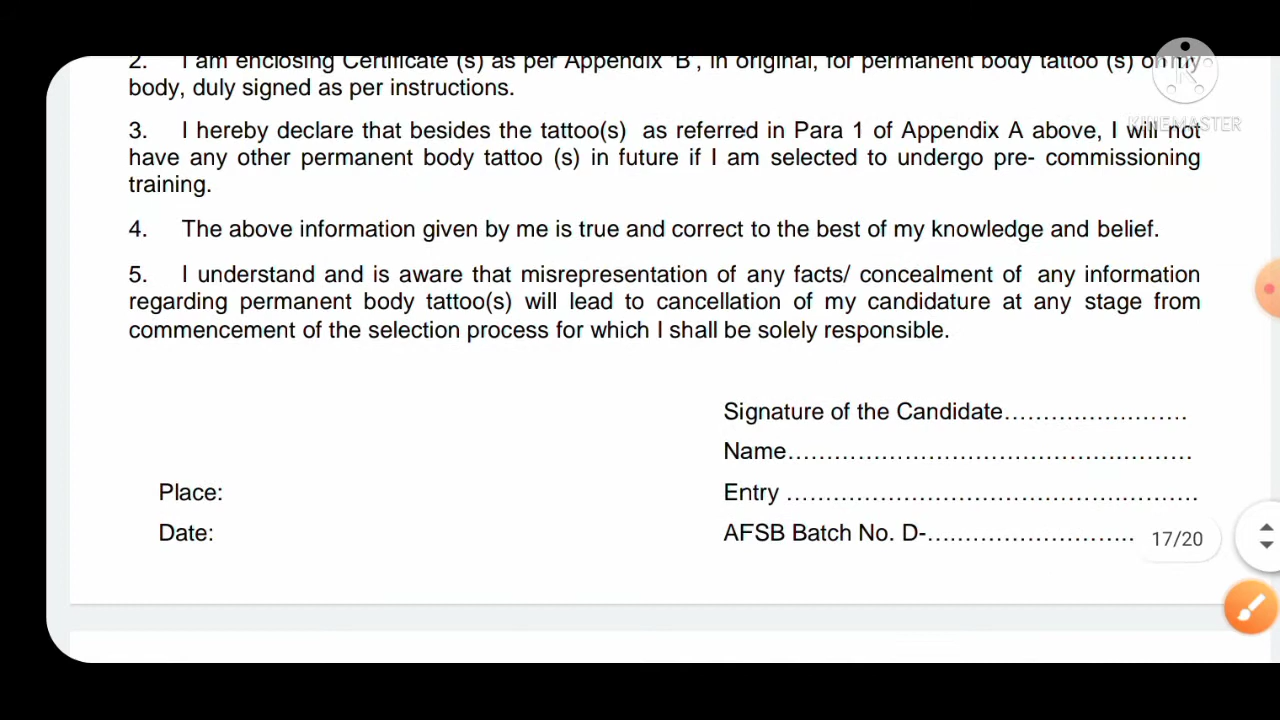 2. I am enclosing Certificate (s) as per Appendix 'B', in original, for permanent body tattoo (s) on my
body, duly signed as per instructions.
3. I hereby declare that besides the tattoo(s) as referred in Para 1 of Appendix A above, I will not
have any other permanent body tattoo (s) in future if I am selected to undergo pre- commissioning
training.
4. The above information given by me is true and correct to the best of my knowledge and belief.
5. I understand and is aware that misrepresentation of any facts/ concealment of any information
regarding permanent body tattoo(s) will lead to cancellation of my candidature at any stage from
commencement of the selection process for which I shall be solely responsible.
Signature of the Candidate........................
Name.....................................................
Place:
Entry ......................................................
Date:
AFSB Batch No. D-...........................
17/20
KINEMASTER